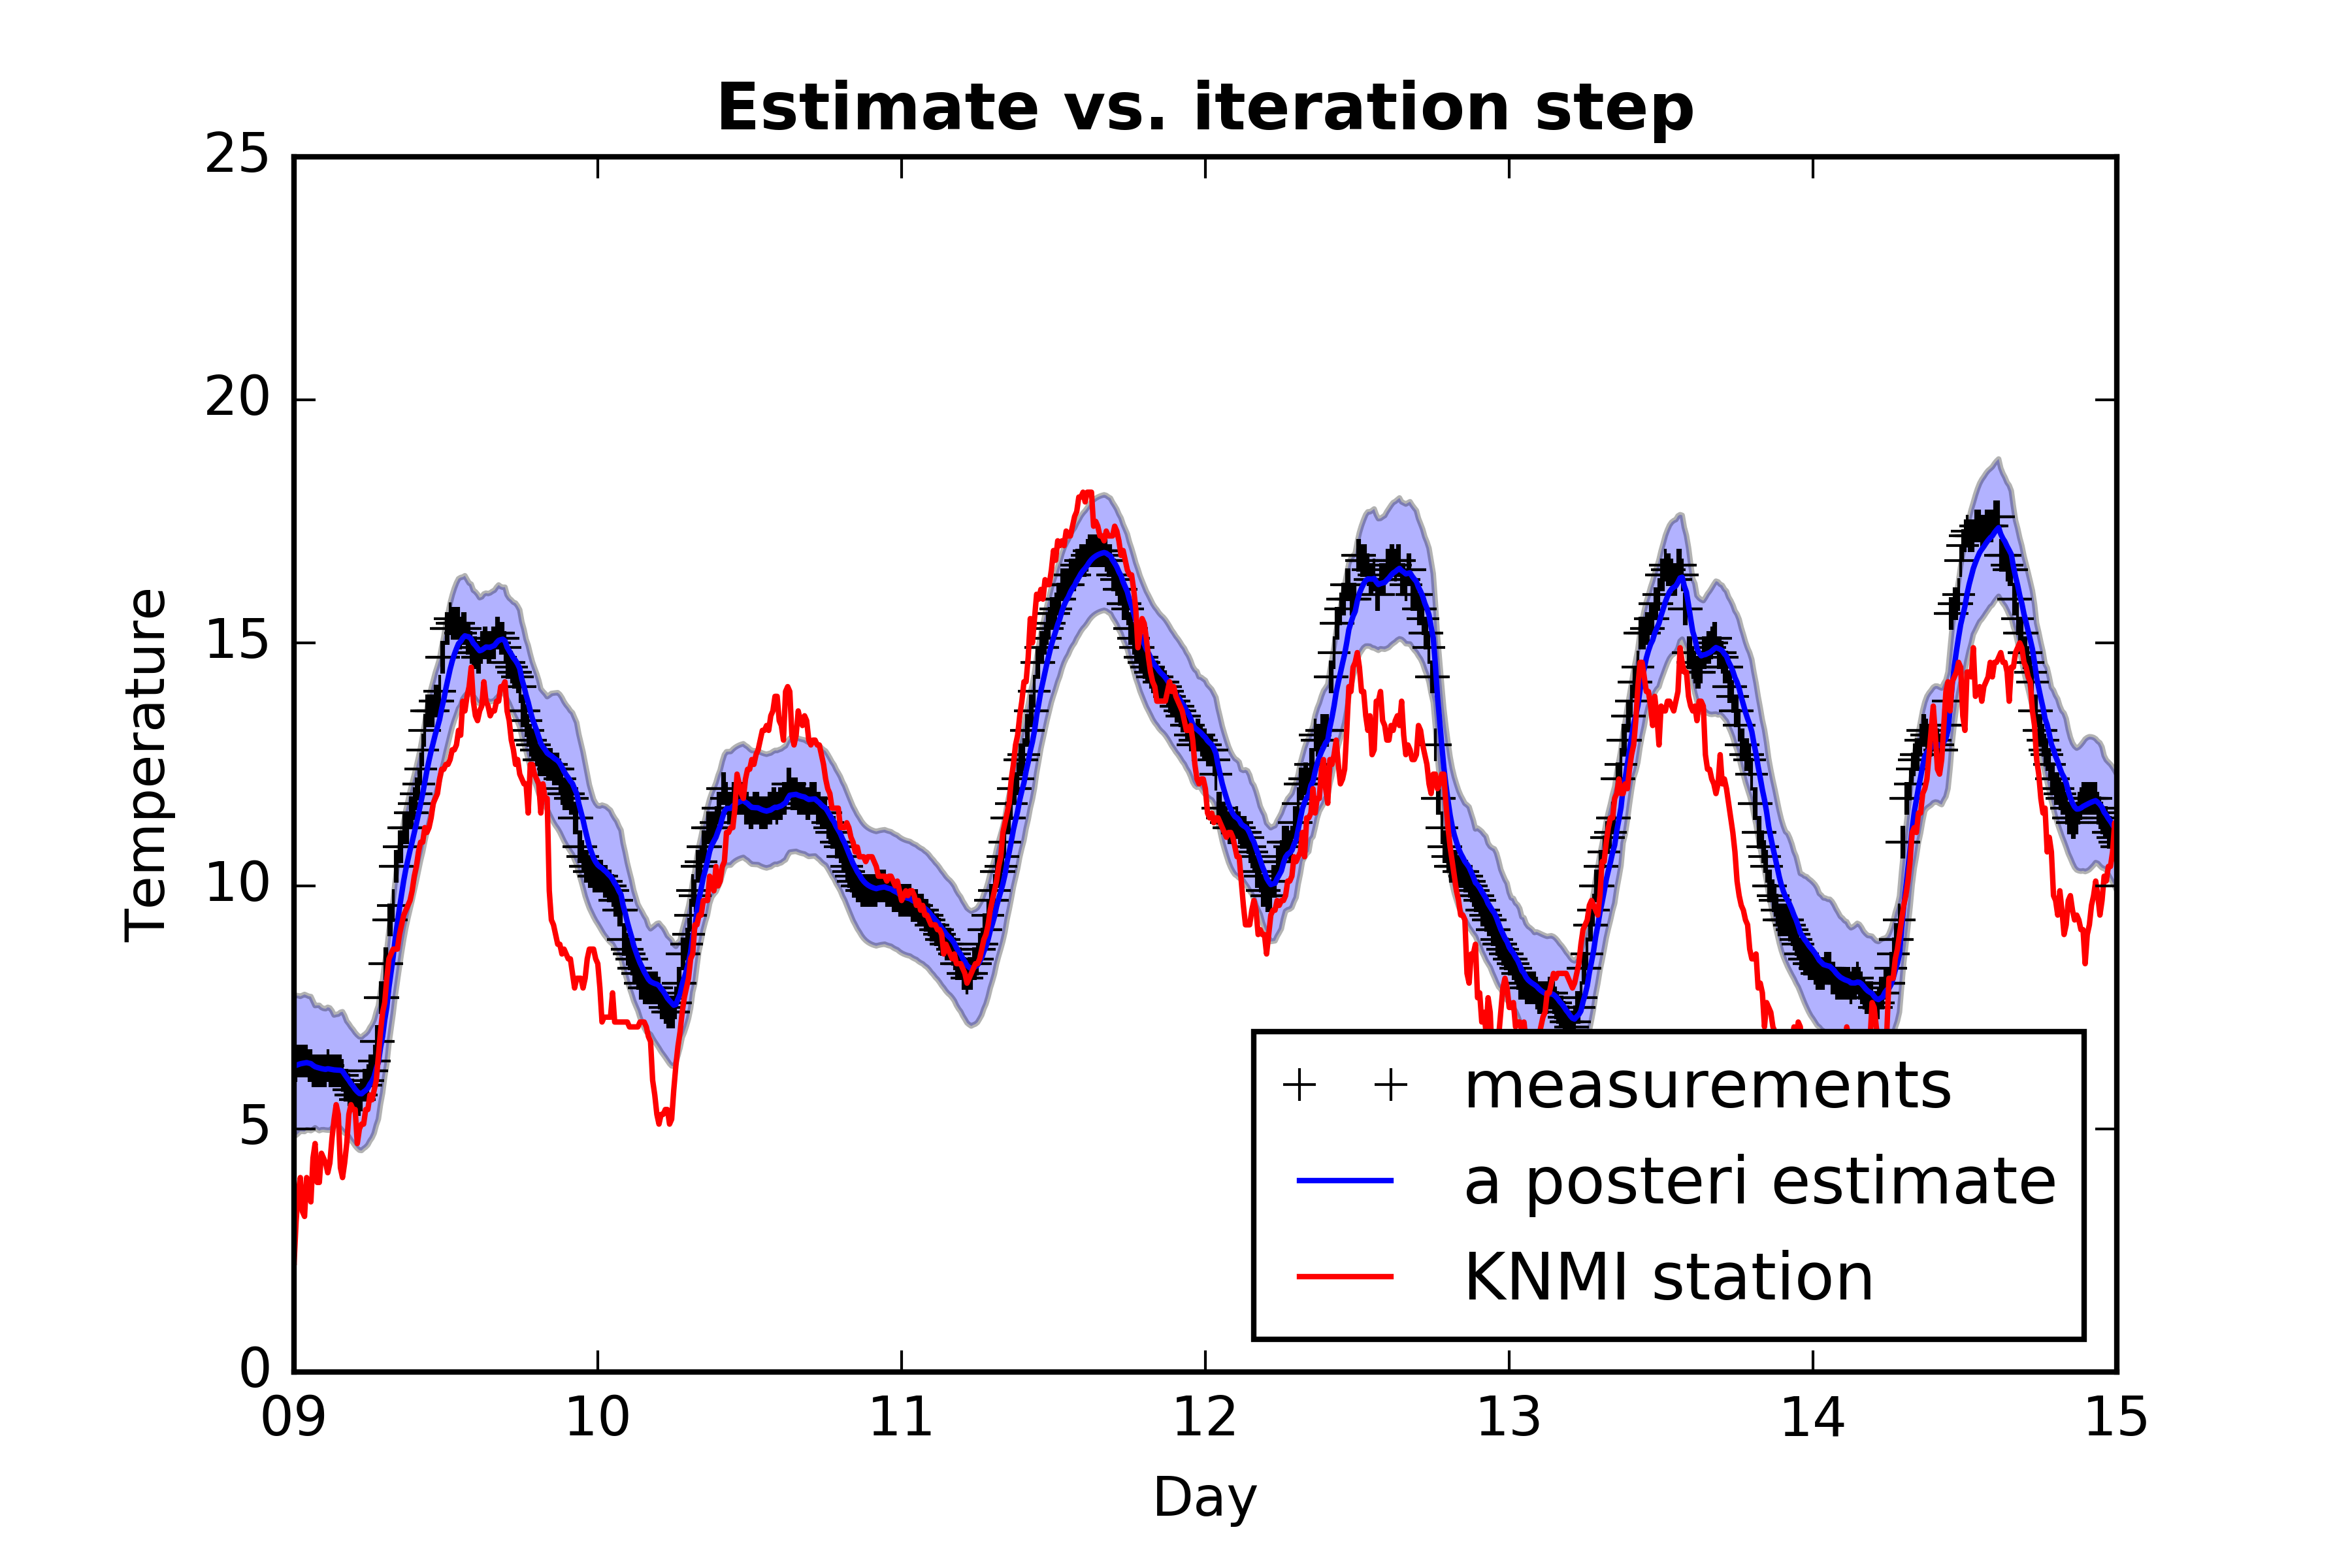 Estimate vs. iteration step
25
20
15
10
5
0
Temperature
09 10 11 12 13 14 15
Day
measurements
a posteri estimate
KNMI station